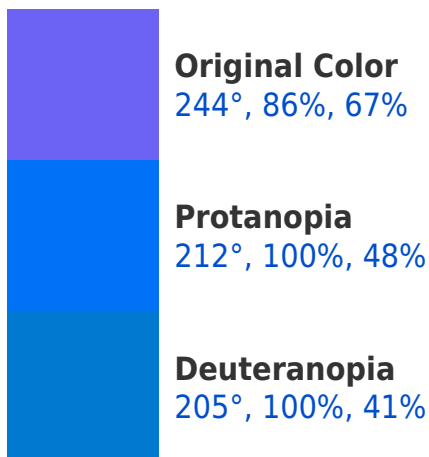 Original Color
244°, 86%, 67%
Protanopia
212°, 100%, 48%
Deuteranopia
205°, 100%, 41%